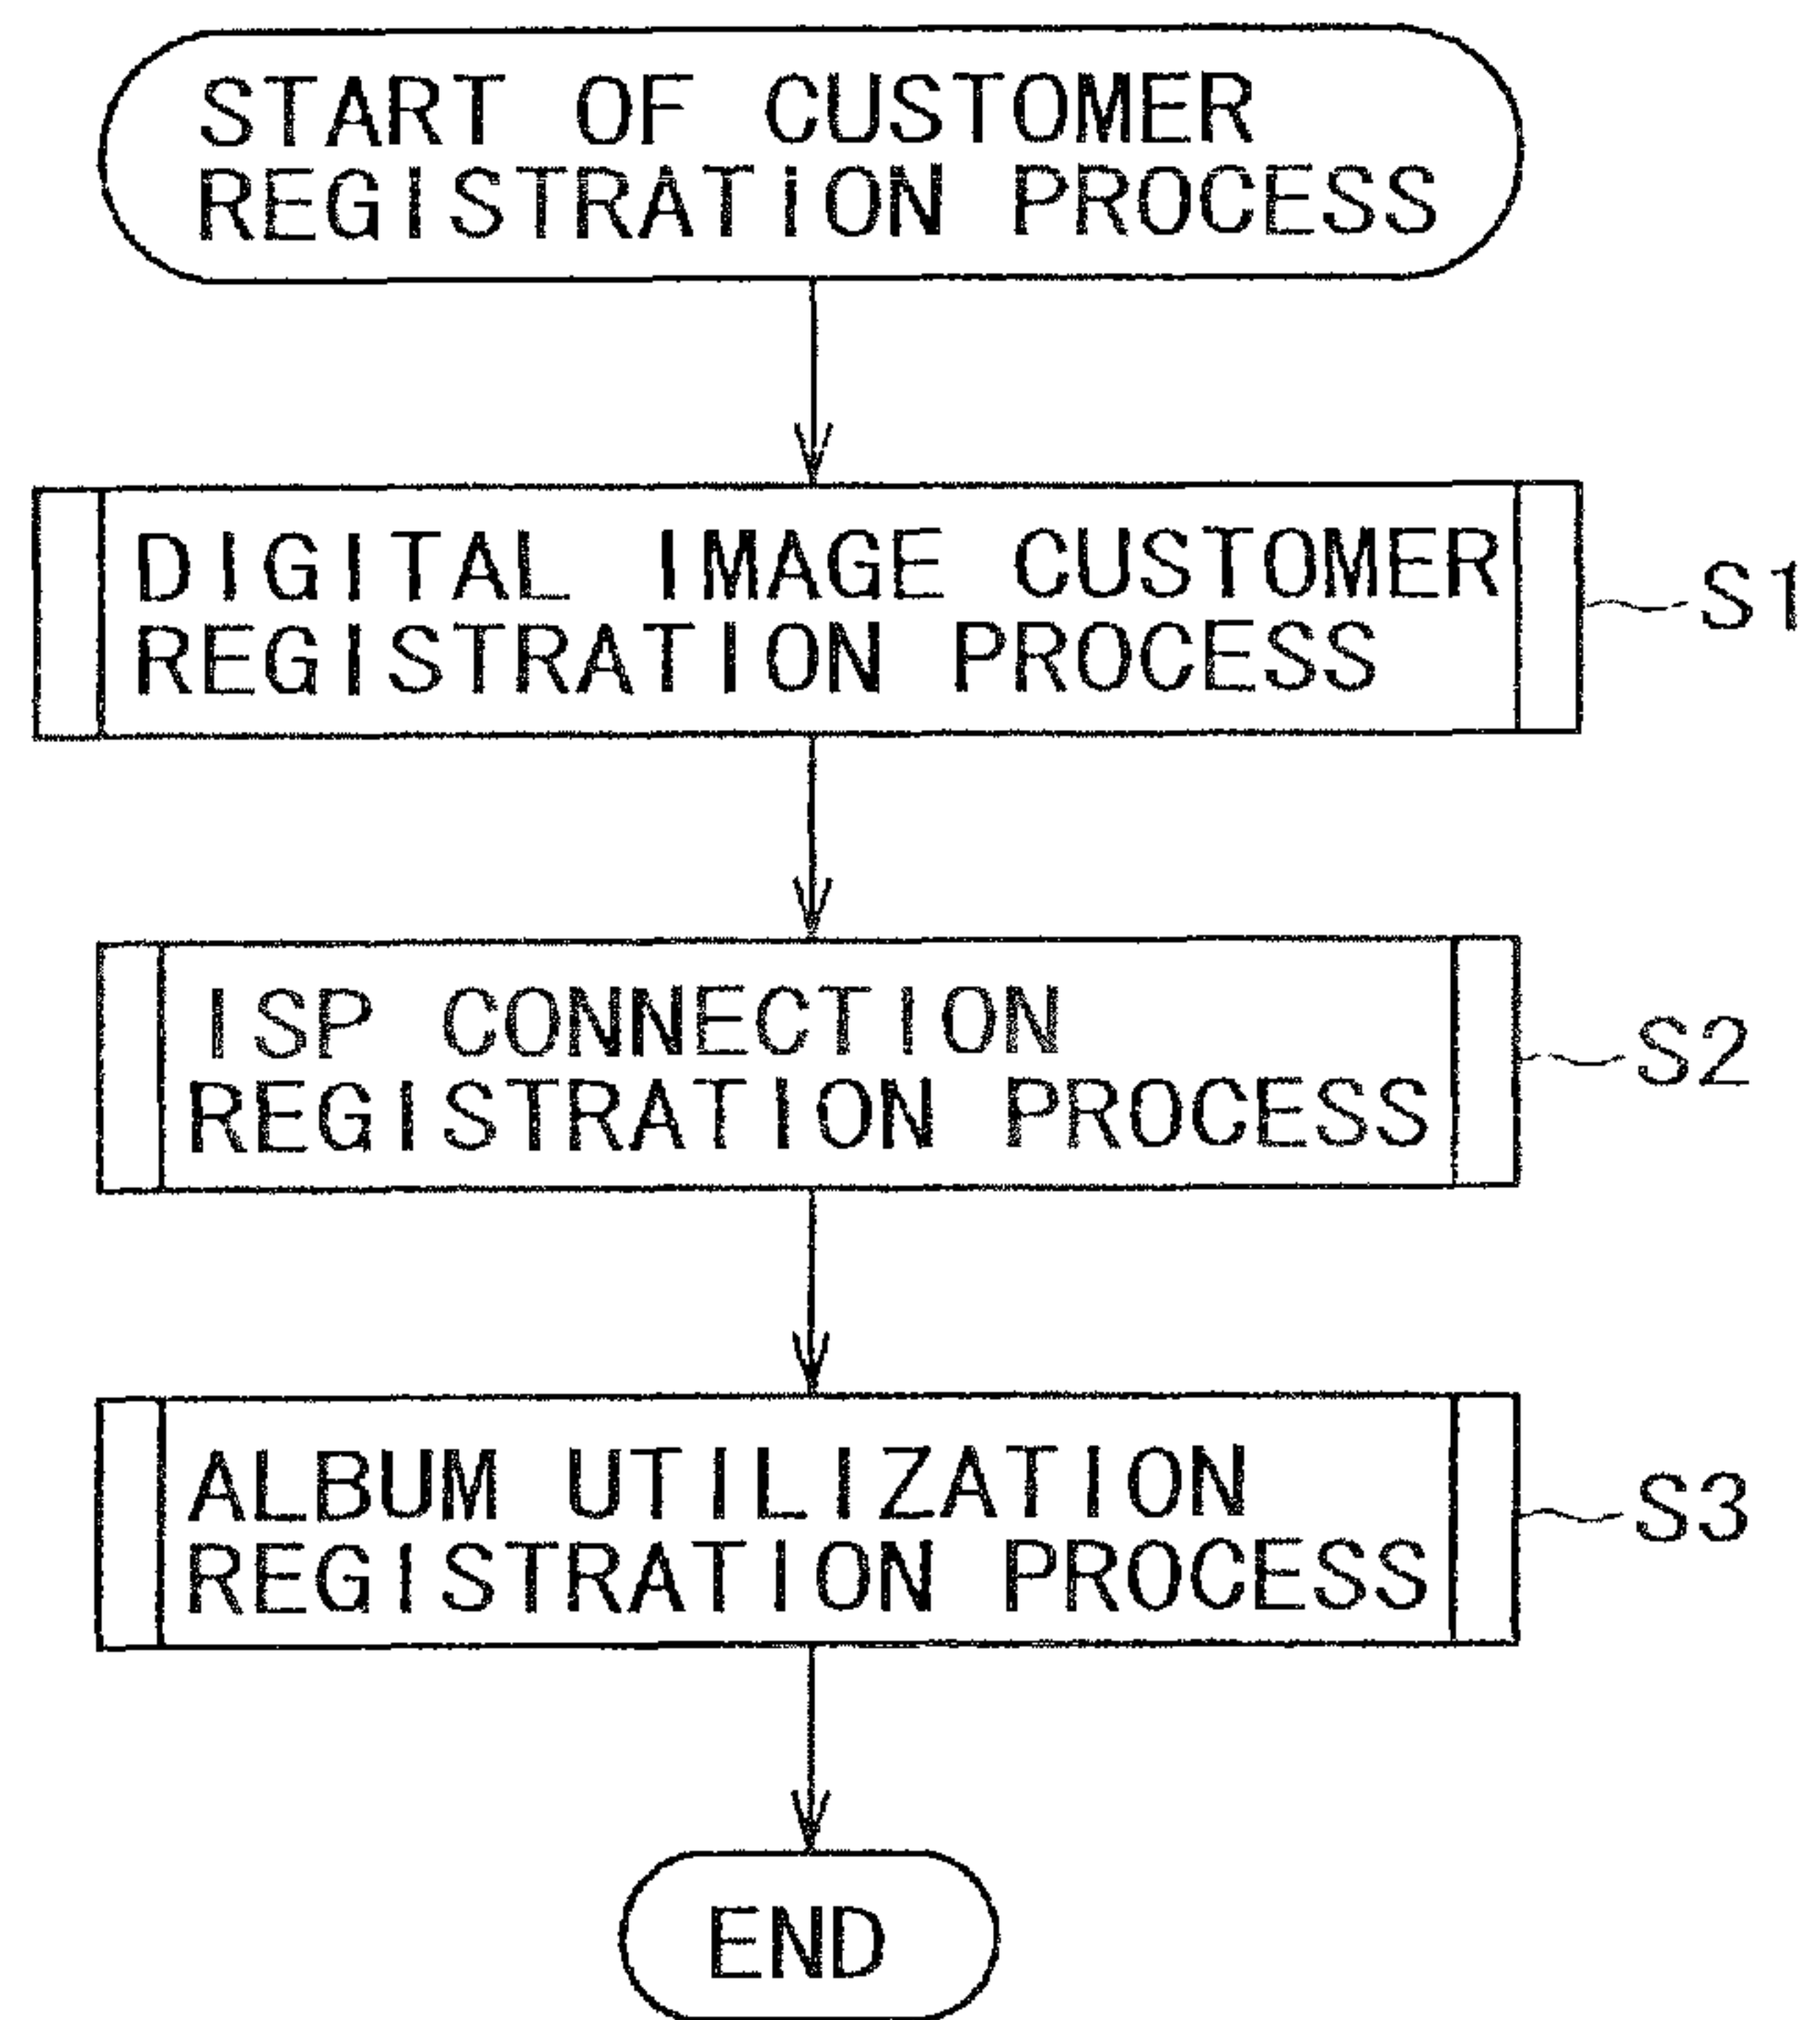 START OF CUSTOMER
REGISTRATION PROCESS
DIGITAL IMAGE CUSTOMER
REGISTRATION PROCESS
S1
ISP CONNECTION
REGISTRATION PROCESS
S2
ALBUM UTILIZATION
REGISTRATION PROCESS
S3
END